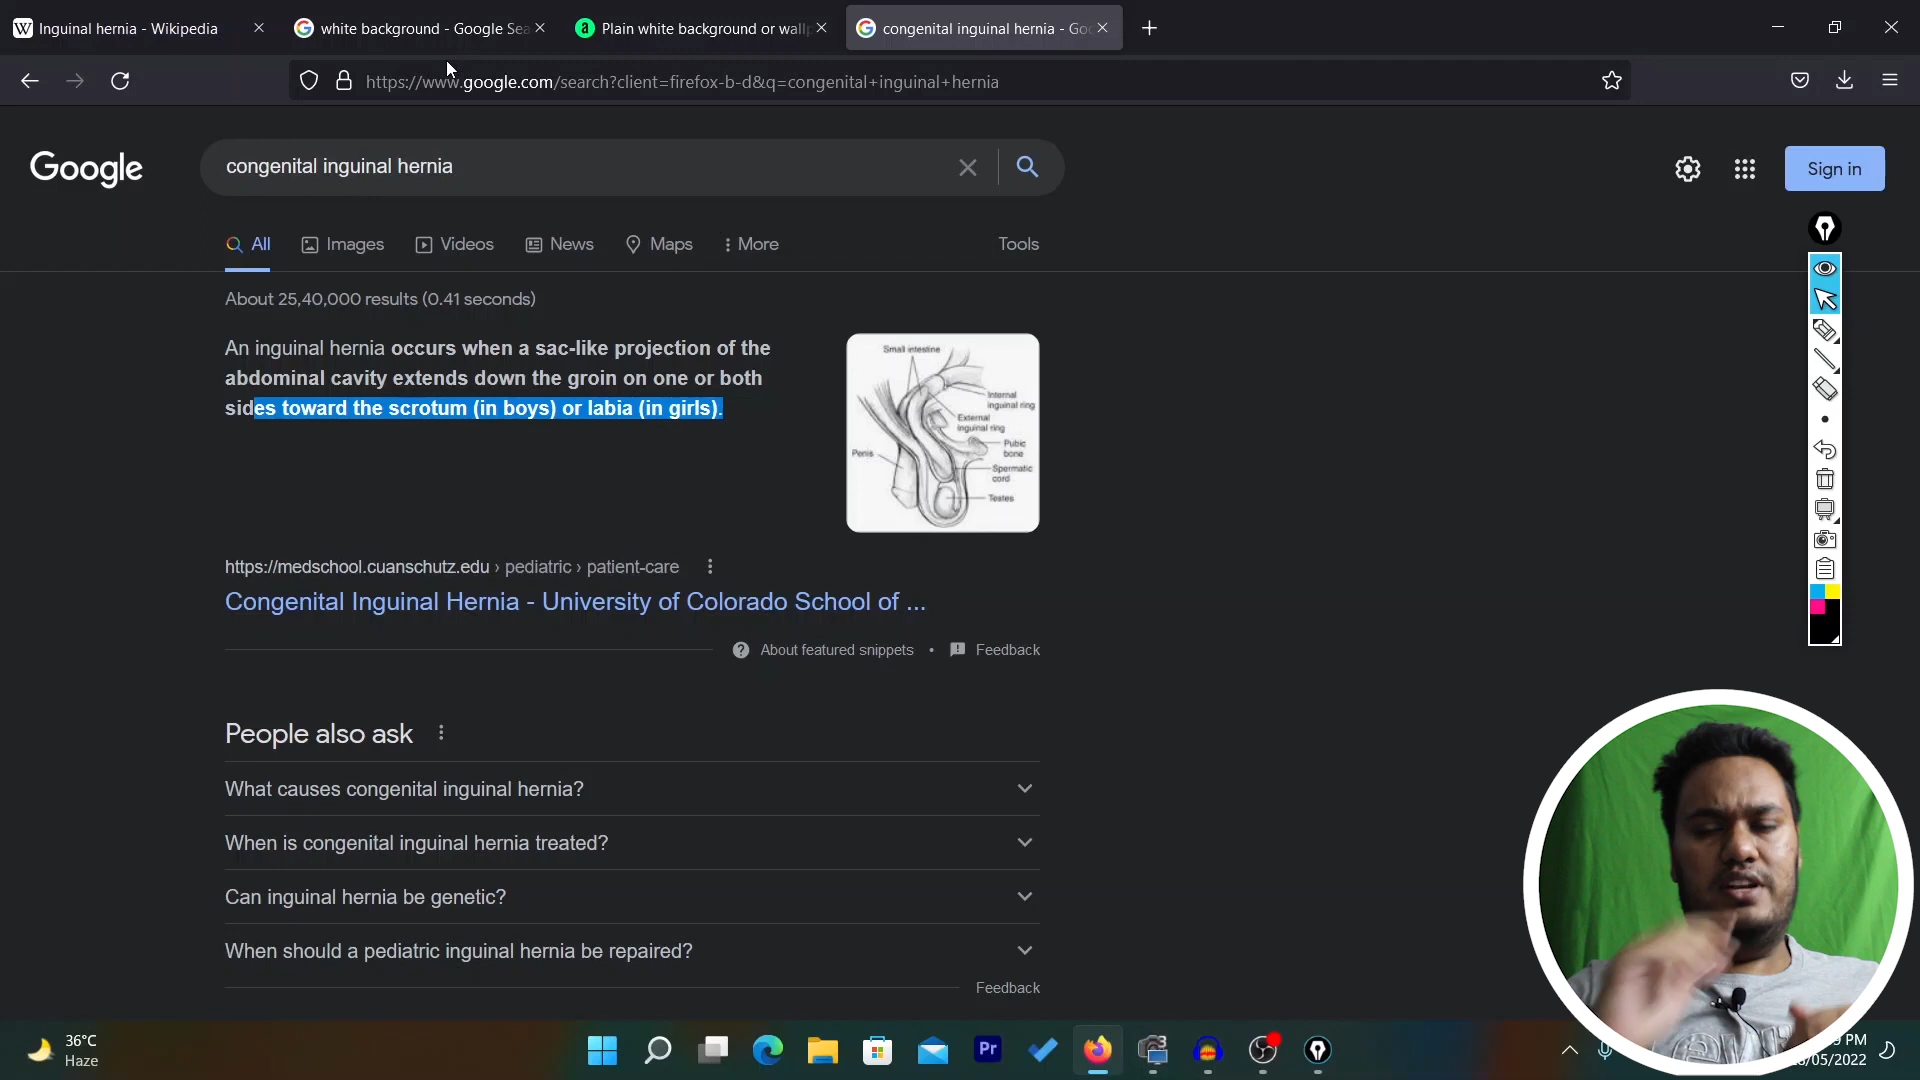 Inguinal hernia - Wikipedia
white background - Google Sea
Plain white background or wallp
congenital inguinal hernia - Goo
https://www.google.com/search?client=firefox-b-d&q=congenital+inguinal+hernia
Google
congenital inguinal hernia
Sign in
All
Images
Videos
News
Maps
More
Tools
About 25,40,000 results (0.41 seconds)
An inguinal hernia occurs when a sac-like projection of the
abdominal cavity extends down the groin on one or both
sides toward the scrotum (in boys) or labia (in girls).
Small intestine
Internal
inguinal ring
External
inguinal ring
Pubic
bone
Penis
Spermatic
cord
Testes
https://medschool.cuanschutz.edu › pediatric › patient-care
Congenital Inguinal Hernia - University of Colorado School of ...
About featured snippets • Feedback
People also ask
What causes congenital inguinal hernia?
When is congenital inguinal hernia treated?
Can inguinal hernia be genetic?
When should a pediatric inguinal hernia be repaired?
Feedback
36°C
Haze
Pr
PM
/05/2022